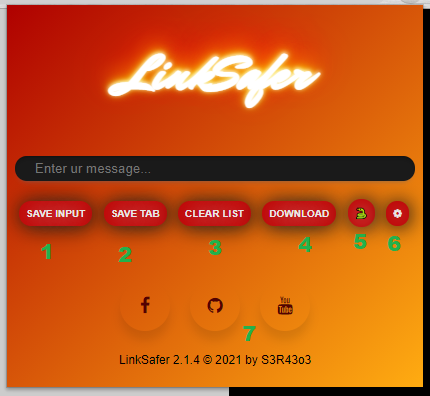 LinkSafer
Enter ur message...
SAVE INPUT SAVE TAB CLEAR LIST DOWNLOAD
1 2 3 4 5 6
f You Tube
7
LinkSafer 2.1.4 © 2021 by S3R43o3